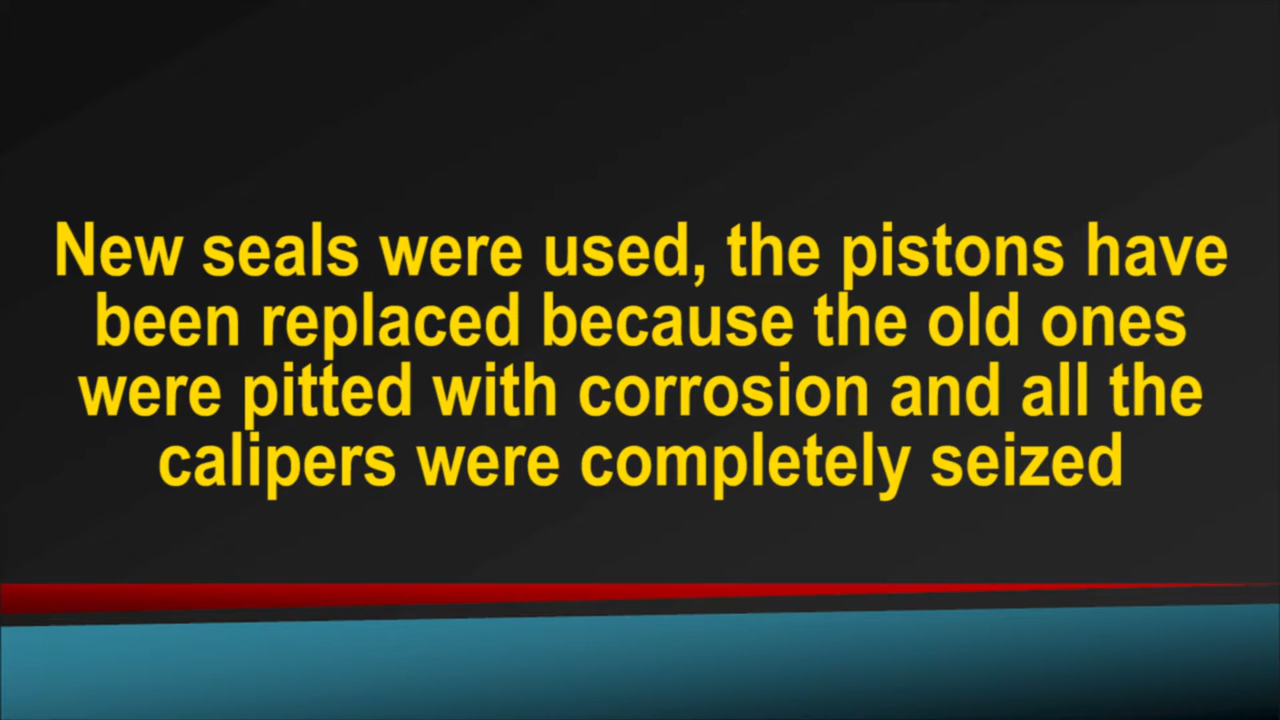 New seals were used, the pistons have
been replaced because the old ones
were pitted with corrosion and all the
calipers were completely seized